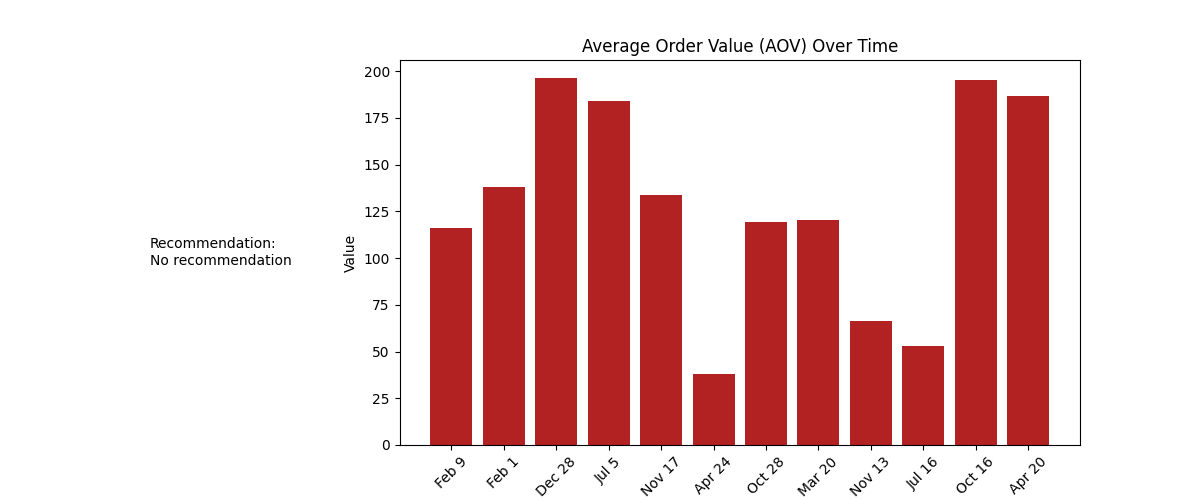 Average Order Value (AOV) Over Time
Recommendation:
No recommendation
Value
200
175
150
125
100
75
50
25
0
Feb 9
Feb 1
Dec 28
Jul 5
Nov 17
Apr 24
Oct 28
Mar 20
Nov 13
Jul 16
Oct 16
Apr 20